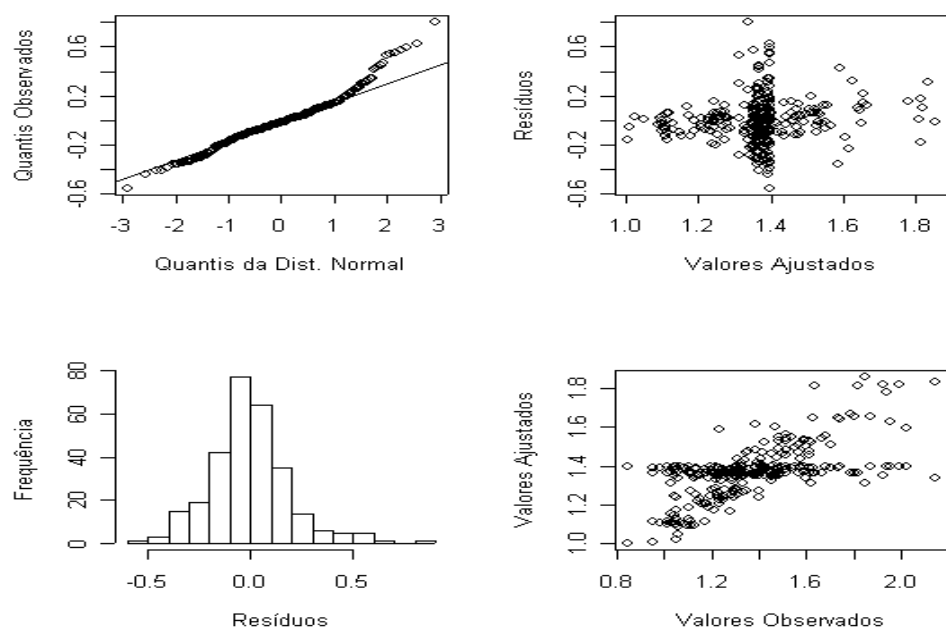 Quantis Observados
0.6
0.2
-0.2
-0.6
-3 -2 -1 0 1 2 3
Quantis da Dist. Normal
Resíduos
0.6
0.2
-0.2
-0.6
1.0 1.2 1.4 1.6 1.8
Valores Ajustados
Frequência
80
60
40
20
0
-0.5 0.0 0.5
Resíduos
Valores Ajustados
1.8
1.6
1.4
1.2
1.0
0.8 1.2 1.6 2.0
Valores Observados